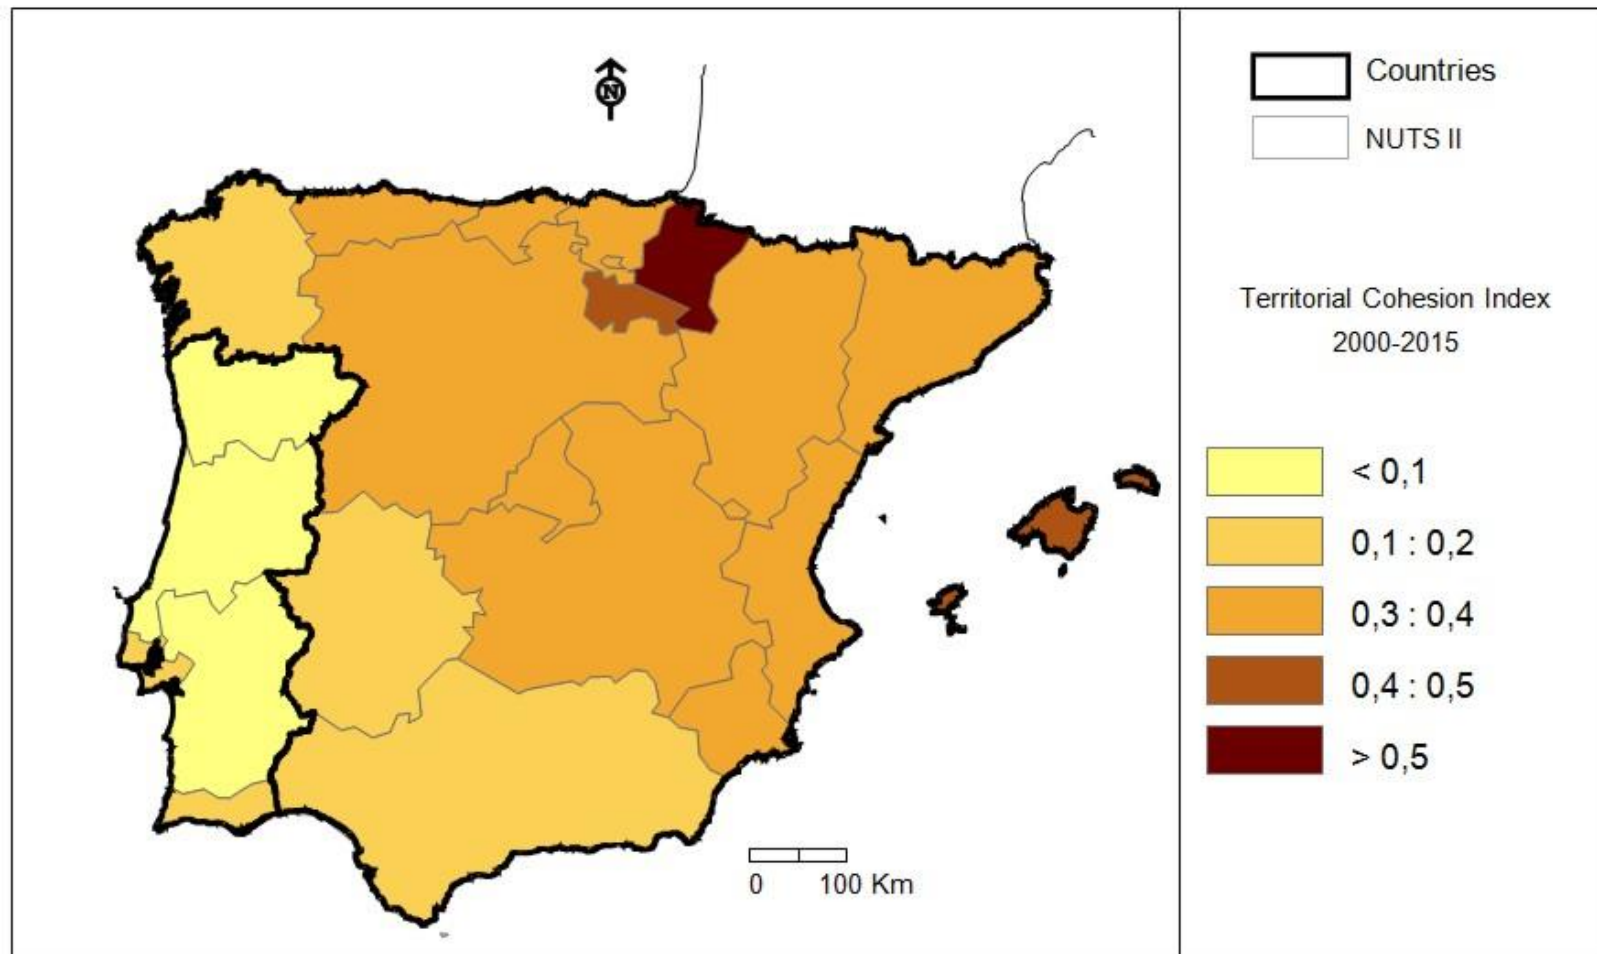 N
Countries
NUTS II
Territorial Cohesion Index
2000-2015
< 0,1
0,1 : 0,2
0,3 : 0,4
0,4 : 0,5
> 0,5
0 100 Km